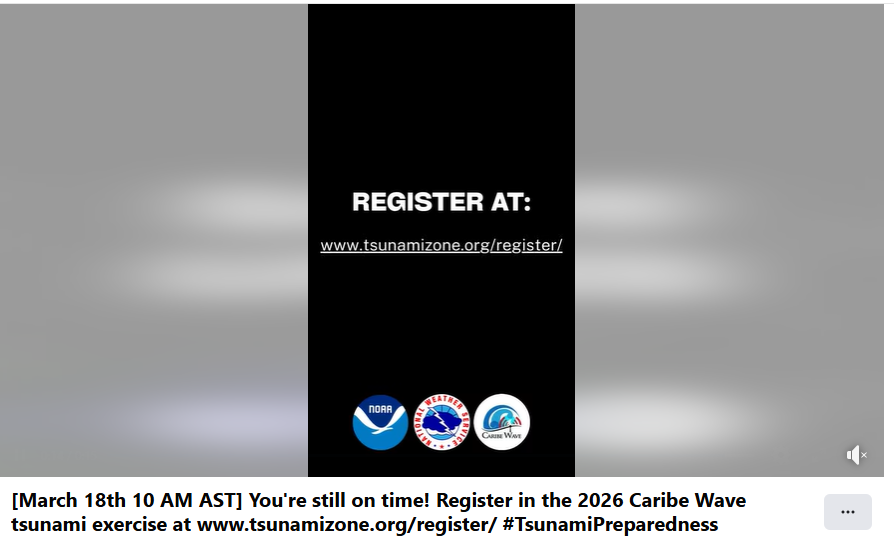 REGISTER AT:
www.tsunamizone.org/register/
NOAA
NATIONAL WEATHER SERVICE
CARIBE WAVE
[March 18th 10 AM AST] You're still on time! Register in the 2026 Caribe Wave
tsunami exercise at www.tsunamizone.org/register/ #TsunamiPreparedness